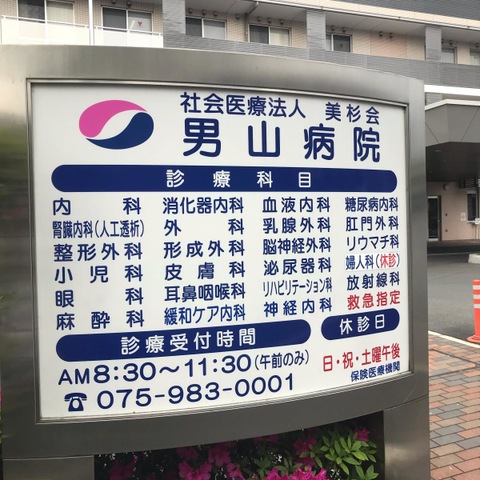 社会医療法人 美杉会
男山病院
診療科目
内科 消化器内科 血液内科 糖尿病内科
腎臓内科(人工透析) 外科 乳腺外科 肛門外科
整形外科 形成外科 脳神経外科 リウマチ科
小児科 皮膚科 泌尿器科 婦人科(休診)
眼科 耳鼻咽喉科 リハビリテーション科 放射線科
麻酔科 緩和ケア内科 神経内科 救急指定
診療受付時間
AM8:30～11:30(午前のみ)
☎075-983-0001
休診日
日・祝・土曜午後
保険医療機関